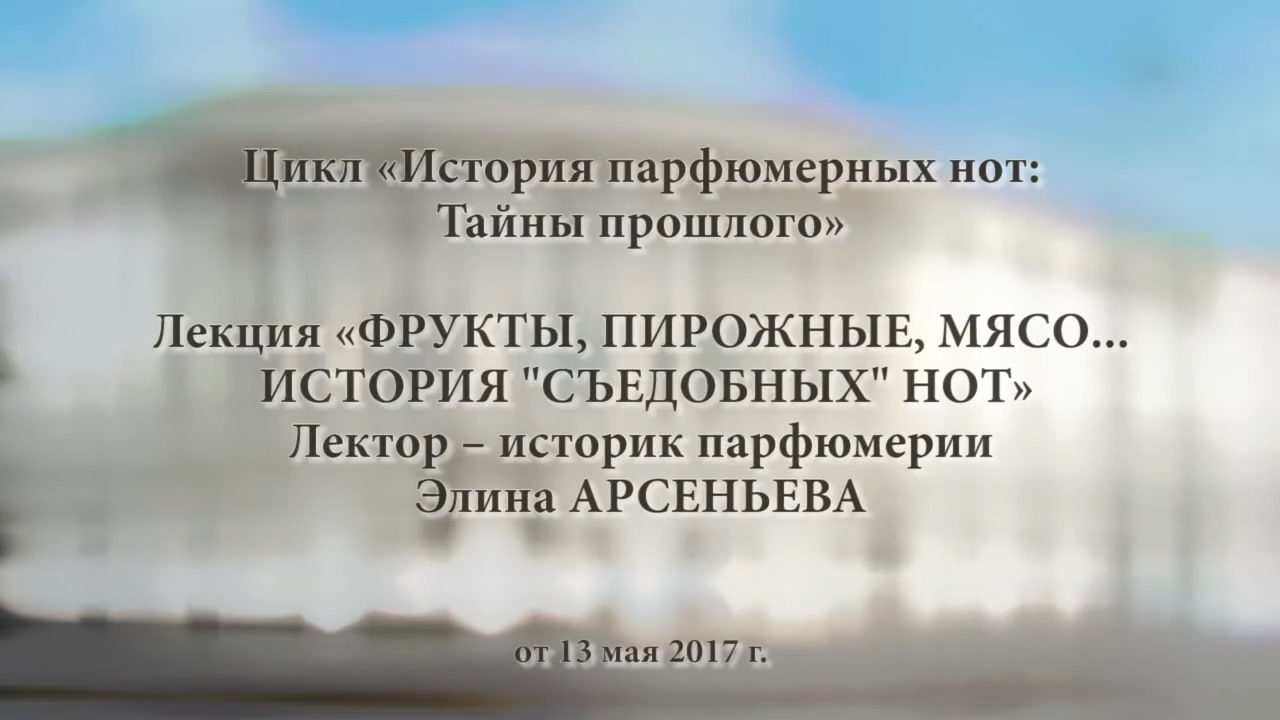 Цикл «История парфюмерных нот:
Тайны прошлого»
Лекция «ФРУКТЫ, ПИРОЖНЫЕ, МЯСО...
ИСТОРИЯ "СЪЕДОБНЫХ" НОТ»
Лектор – историк парфюмерии
Элина АРСЕНЬЕВА
от 13 мая 2017 г.